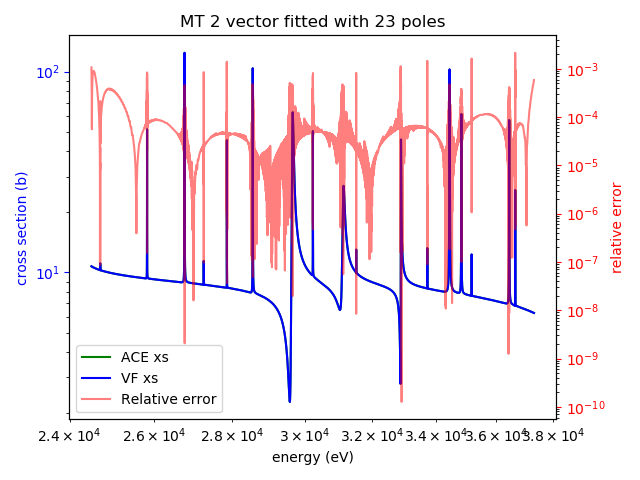 MT 2 vector fitted with 23 poles
10²
10¹
cross section (b)
10⁻³
10⁻⁴
10⁻⁵
10⁻⁶
10⁻⁷
10⁻⁸
10⁻⁹
10⁻¹⁰
relative error
ACE xs
VF xs
Relative error
2.4 × 10⁴ 2.6 × 10⁴ 2.8 × 10⁴ 3 × 10⁴ 3.2 × 10⁴ 3.4 × 10⁴ 3.6 × 10⁴ 3.8 × 10⁴
energy (eV)